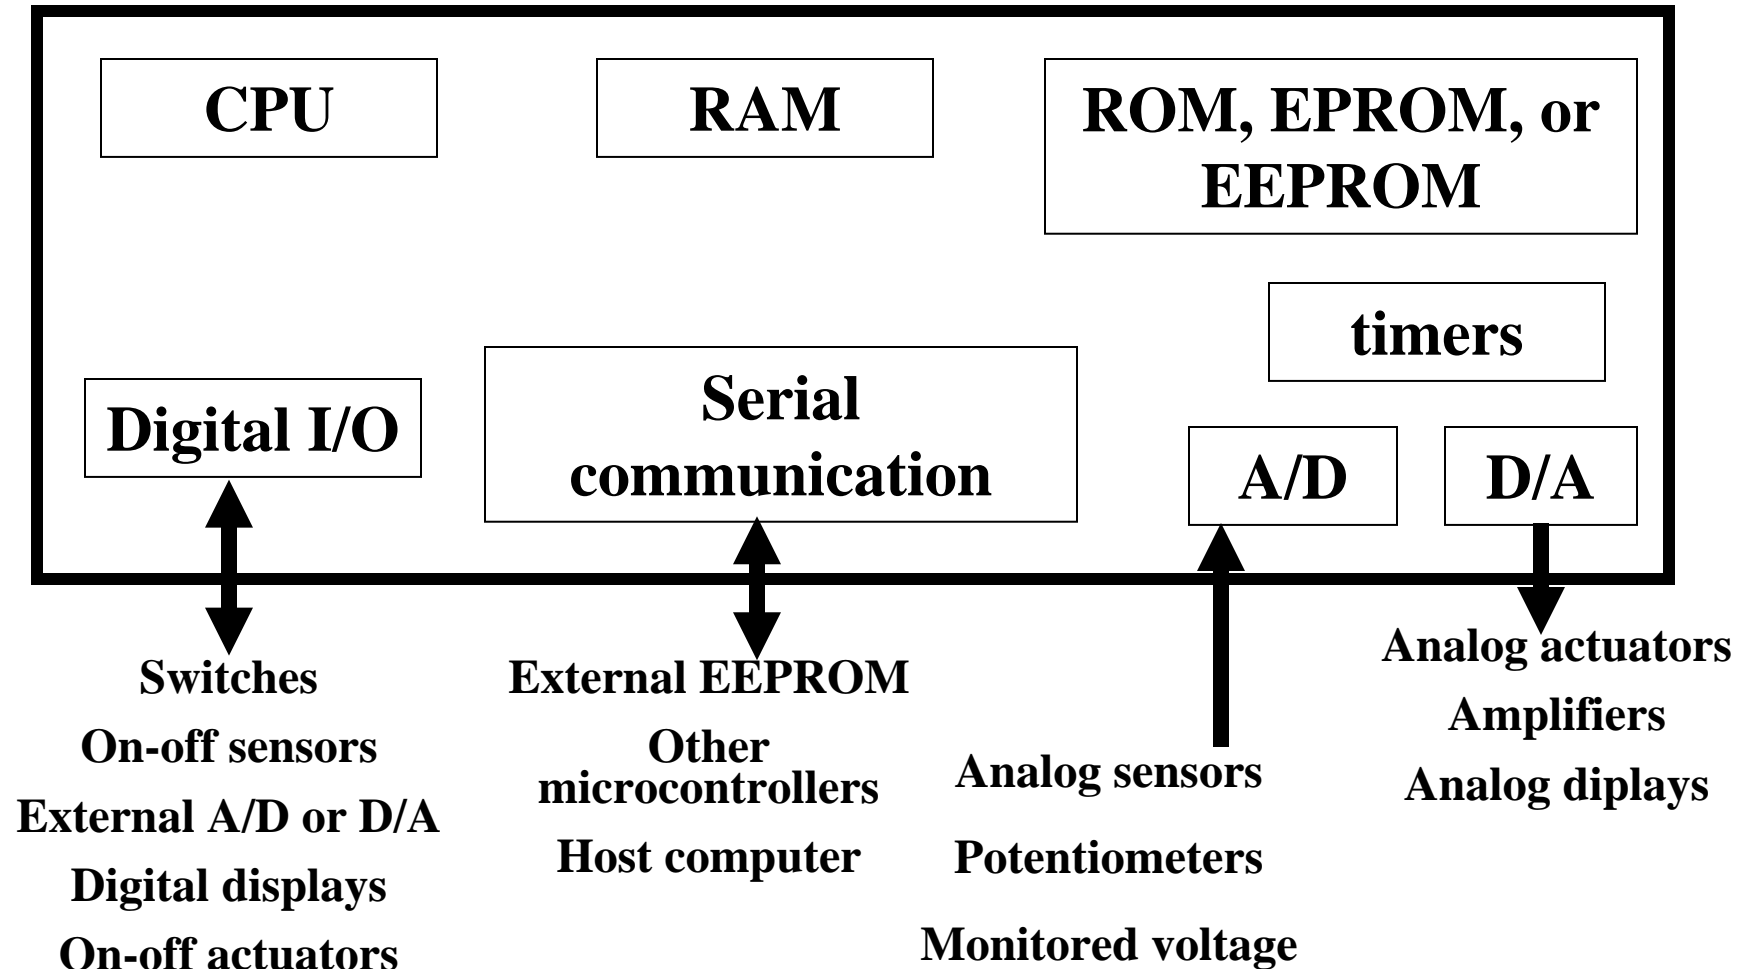 CPU
RAM
ROM, EPROM, or
EEPROM
timers
Digital I/O
Serial
communication
A/D
D/A
Switches
On-off sensors
External A/D or D/A
Digital displays
On-off actuators
External EEPROM
Other
microcontrollers
Host computer
Analog sensors
Potentiometers
Monitored voltage
Analog actuators
Amplifiers
Analog diplays